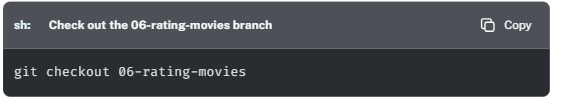 sh: Check out the 06-rating-movies branch Copy
git checkout 06-rating-movies